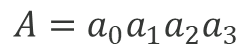 A = a₀a₁a₂a₃